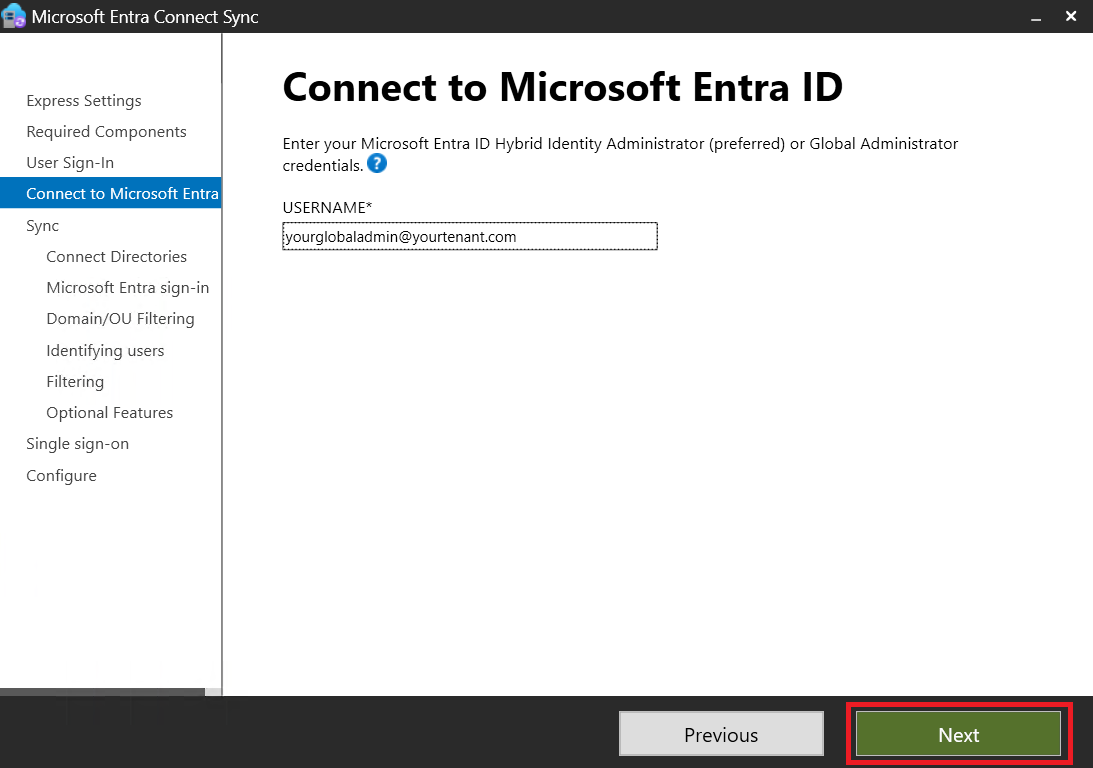 Microsoft Entra Connect Sync
Express Settings
Required Components
User Sign-In
Connect to Microsoft Entra
Sync
Connect Directories
Microsoft Entra sign-in
Domain/OU Filtering
Identifying users
Filtering
Optional Features
Single sign-on
Configure
Connect to Microsoft Entra ID
Enter your Microsoft Entra ID Hybrid Identity Administrator (preferred) or Global Administrator
credentials. ?
USERNAME*
yourglobaladmin@yourtenant.com
Previous
Next